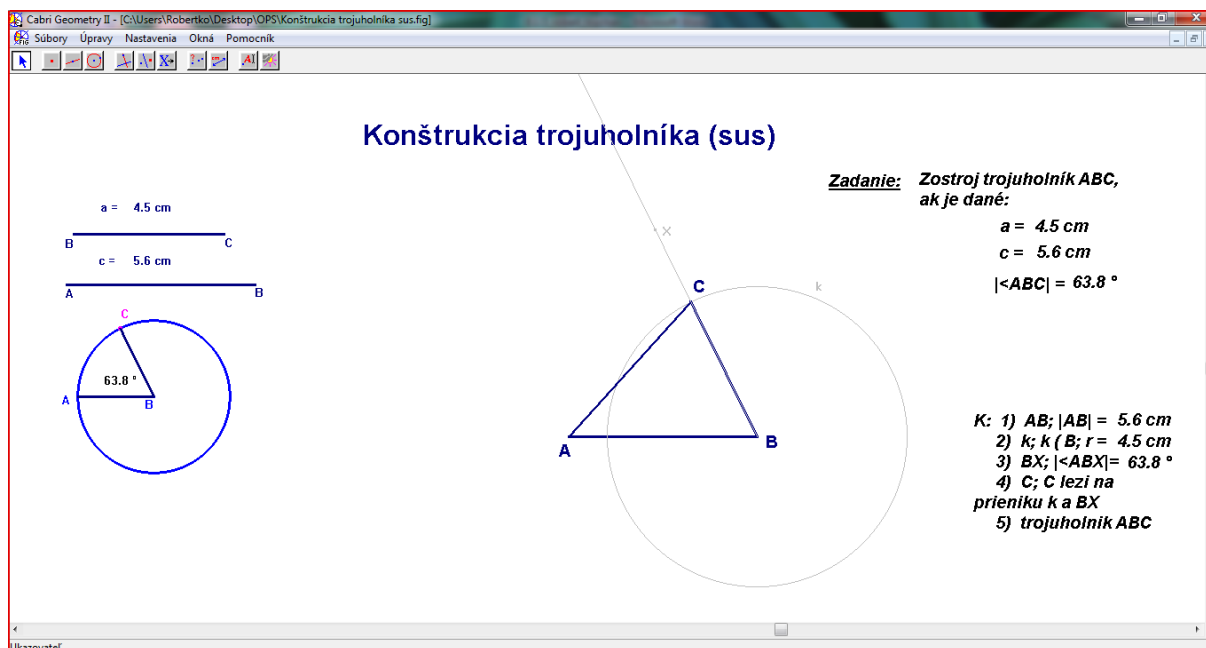 Cabri Geometry II - [C:\Users\Robertko\Desktop\OPS\Konštrukcia trojuholníka sus.fig]
Súbory Úpravy Nastavenia Okná Pomocník
Konštrukcia trojuholníka (sus)
a = 4.5 cm
B C
c = 5.6 cm
A B
C
63.8 °
A B
X
C
k
A B
Zadanie: Zostroj trojuholník ABC,
ak je dané:
a = 4.5 cm
c = 5.6 cm
|<ABC| = 63.8 °
K: 1) AB; |AB| = 5.6 cm
2) k; k ( B; r = 4.5 cm
3) BX; |<ABX|= 63.8 °
4) C; C lezi na
prieniku k a BX
5) trojuholnik ABC